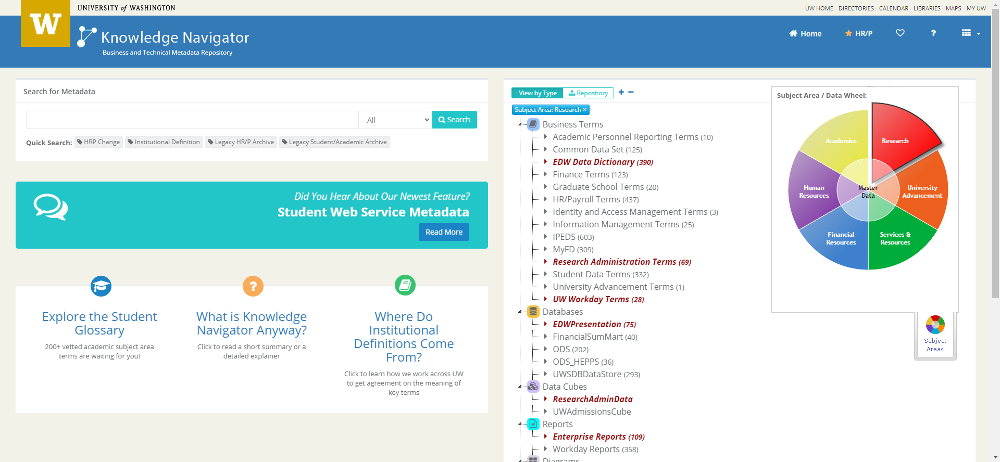 UNIVERSITY of WASHINGTON
UW HOME DIRECTORIES CALENDAR LIBRARIES MAPS MY UW
W
Knowledge Navigator
Business and Technical Metadata Repository
Home HR/P ?
Search for Metadata
All Search
Quick Search: HRP Change Institutional Definition Legacy HR/P Archive Legacy Student/Academic Archive
Did You Hear About Our Newest Feature?
Student Web Service Metadata
Read More
?
Explore the Student
Glossary
200+ vetted academic subject area
terms are waiting for you!
What is Knowledge
Navigator Anyway?
Click to read a short summary or a
detailed explainer
Where Do
Institutional
Definitions Come
From?
Click to learn how we work across UW
to get agreement on the meaning of
key terms
View by Type Repository + −
Subject Area: Research ×
Business Terms
Academic Personnel Reporting Terms (10)
Common Data Set (125)
EDW Data Dictionary (390)
Finance Terms (123)
Graduate School Terms (20)
HR/Payroll Terms (437)
Identity and Access Management Terms (3)
Information Management Terms (25)
IPEDS (603)
MyFD (309)
Research Administration Terms (69)
Student Data Terms (332)
University Advancement Terms (1)
UW Workday Terms (28)
Databases
EDWPresentation (75)
FinancialSumMart (40)
ODS (202)
ODS_HEPPS (36)
UWSDBDataStore (293)
Data Cubes
ResearchAdminData
UWAdmissionsCube
Reports
Enterprise Reports (109)
Workday Reports (358)
Diagrams
Subject Area / Data Wheel:
Academics
Research
Human
Resources
Master
Data
University
Advancement
Financial
Resources
Services &
Resources
Subject
Areas